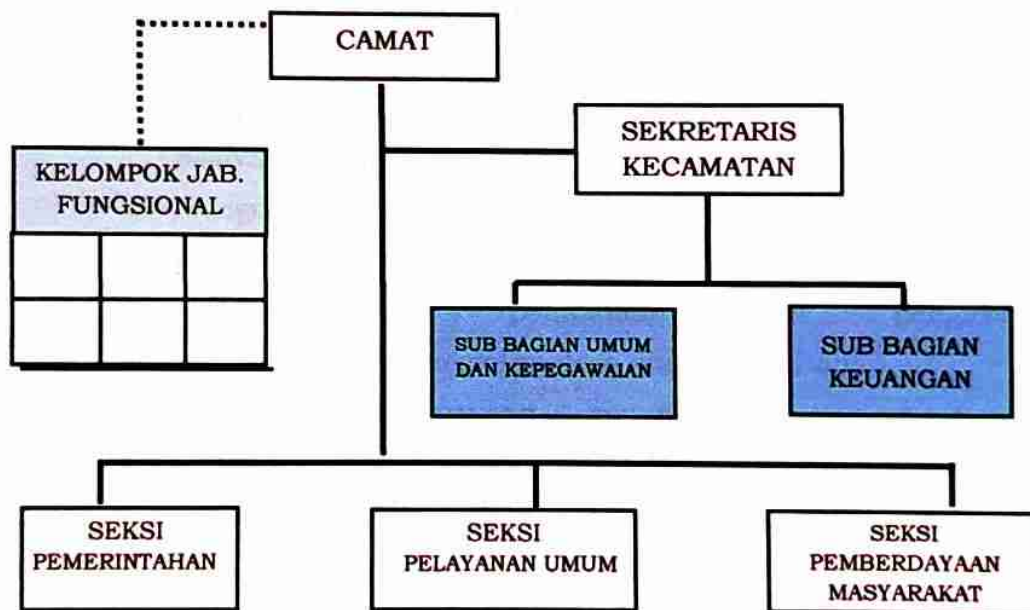 CAMAT
SEKRETARIS
KECAMATAN
KELOMPOK JAB.
FUNGSIONAL
SUB BAGIAN UMUM
DAN KEPEGAWAIAN
SUB BAGIAN
KEUANGAN
SEKSI
PEMERINTAHAN
SEKSI
PELAYANAN UMUM
SEKSI
PEMBERDAYAAN
MASYARAKAT